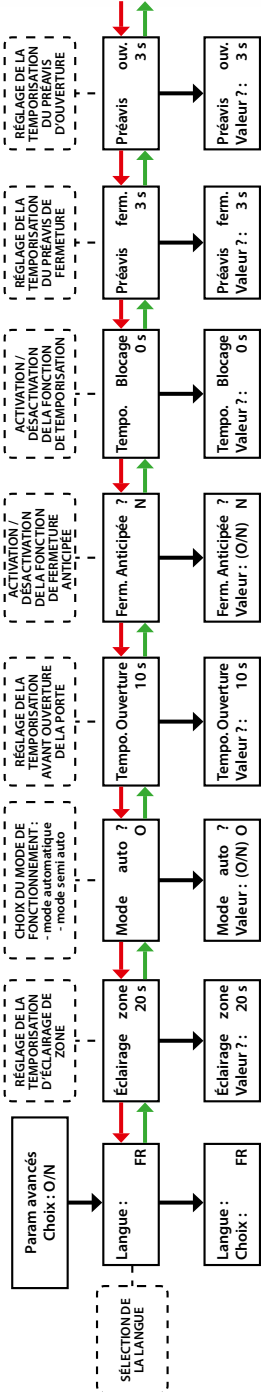 Param avancés
Choix : O/N
SÉLECTION DE
LA LANGUE
Langue :
FR
Langue :
Choix :
FR
RÉGLAGE DE LA
TEMPORISATION
D'ÉCLAIRAGE DE
ZONE
Éclairage zone
20 s
Éclairage zone
Valeur ? : 20 s
CHOIX DU MODE DE
FONCTIONNEMENT :
- mode automatique
- mode semi auto
Mode auto ?
O
Mode auto ?
Valeur : (O/N) O
RÉGLAGE DE LA
TEMPORISATION
AVANT OUVERTURE
DE LA PORTE
Tempo. Ouverture
10 s
Tempo. Ouverture
Valeur ? : 10 s
ACTIVATION /
DÉSACTIVATION
DE LA FONCTION
DE FERMETURE
ANTICIPÉE
Ferm. Anticipée ?
N
Ferm. Anticipée ?
Valeur : (O/N) N
ACTIVATION /
DÉSACTIVATION
DE LA FONCTION
DE TEMPORISATION
Tempo. Blocage
0 s
Tempo. Blocage
Valeur ? : 0 s
RÉGLAGE DE LA
TEMPORISATION
DU PRÉAVIS DE
FERMETURE
Préavis ferm.
3 s
Préavis ferm.
Valeur ? : 3 s
RÉGLAGE DE LA
TEMPORISATION
DU PRÉAVIS
D'OUVERTURE
Préavis ouv.
3 s
Préavis ouv.
Valeur ? : 3 s